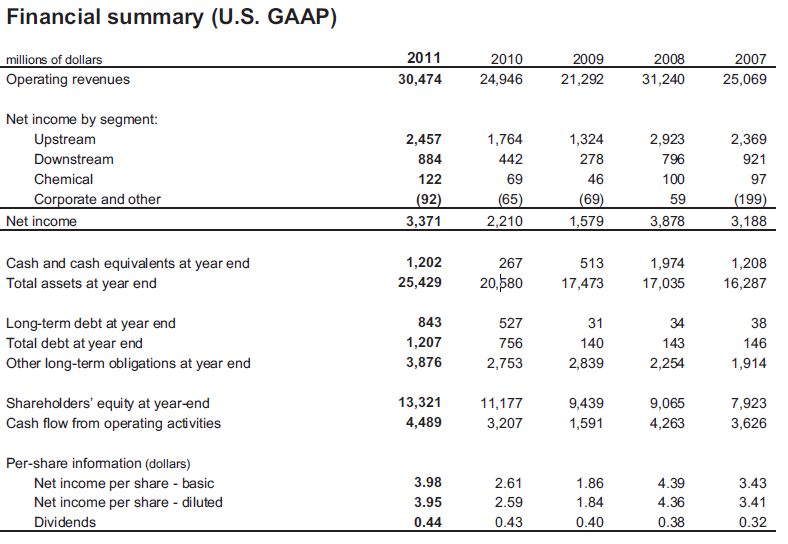 Financial summary (U.S. GAAP)
millions of dollars 2011 2010 2009 2008 2007
Operating revenues 30,474 24,946 21,292 31,240 25,069
Net income by segment:
Upstream 2,457 1,764 1,324 2,923 2,369
Downstream 884 442 278 796 921
Chemical 122 69 46 100 97
Corporate and other (92) (65) (69) 59 (199)
Net income 3,371 2,210 1,579 3,878 3,188
Cash and cash equivalents at year end 1,202 267 513 1,974 1,208
Total assets at year end 25,429 20,580 17,473 17,035 16,287
Long-term debt at year end 843 527 31 34 38
Total debt at year end 1,207 756 140 143 146
Other long-term obligations at year end 3,876 2,753 2,839 2,254 1,914
Shareholders' equity at year-end 13,321 11,177 9,439 9,065 7,923
Cash flow from operating activities 4,489 3,207 1,591 4,263 3,626
Per-share information (dollars)
Net income per share - basic 3.98 2.61 1.86 4.39 3.43
Net income per share - diluted 3.95 2.59 1.84 4.36 3.41
Dividends 0.44 0.43 0.40 0.38 0.32